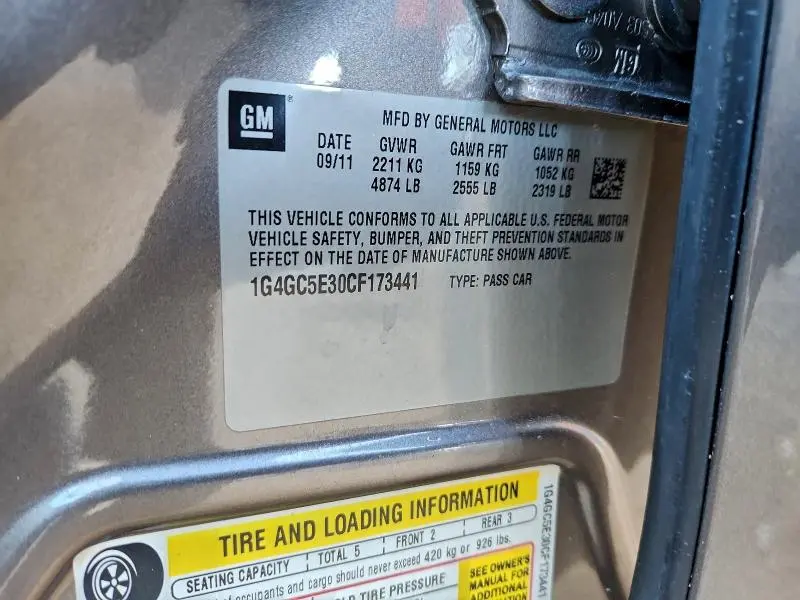 GM
MFD BY GENERAL MOTORS LLC
DATE GVWR GAWR FRT GAWR RR
09/11 2211 KG 1159 KG 1052 KG
4874 LB 2555 LB 2319 LB
THIS VEHICLE CONFORMS TO ALL APPLICABLE U.S. FEDERAL MOTOR
VEHICLE SAFETY, BUMPER, AND THEFT PREVENTION STANDARDS IN
EFFECT ON THE DATE OF MANUFACTURE SHOWN ABOVE.
1G4GC5E30CF173441 TYPE: PASS CAR
TIRE AND LOADING INFORMATION
SEATING CAPACITY TOTAL 5 FRONT 2 REAR 3
of occupants and cargo should never exceed 420 kg or 926 lbs.
TIRE PRESSURE
SEE OWNER'S
MANUAL FOR
ADDITIONAL
1G4GC5E30CF173441